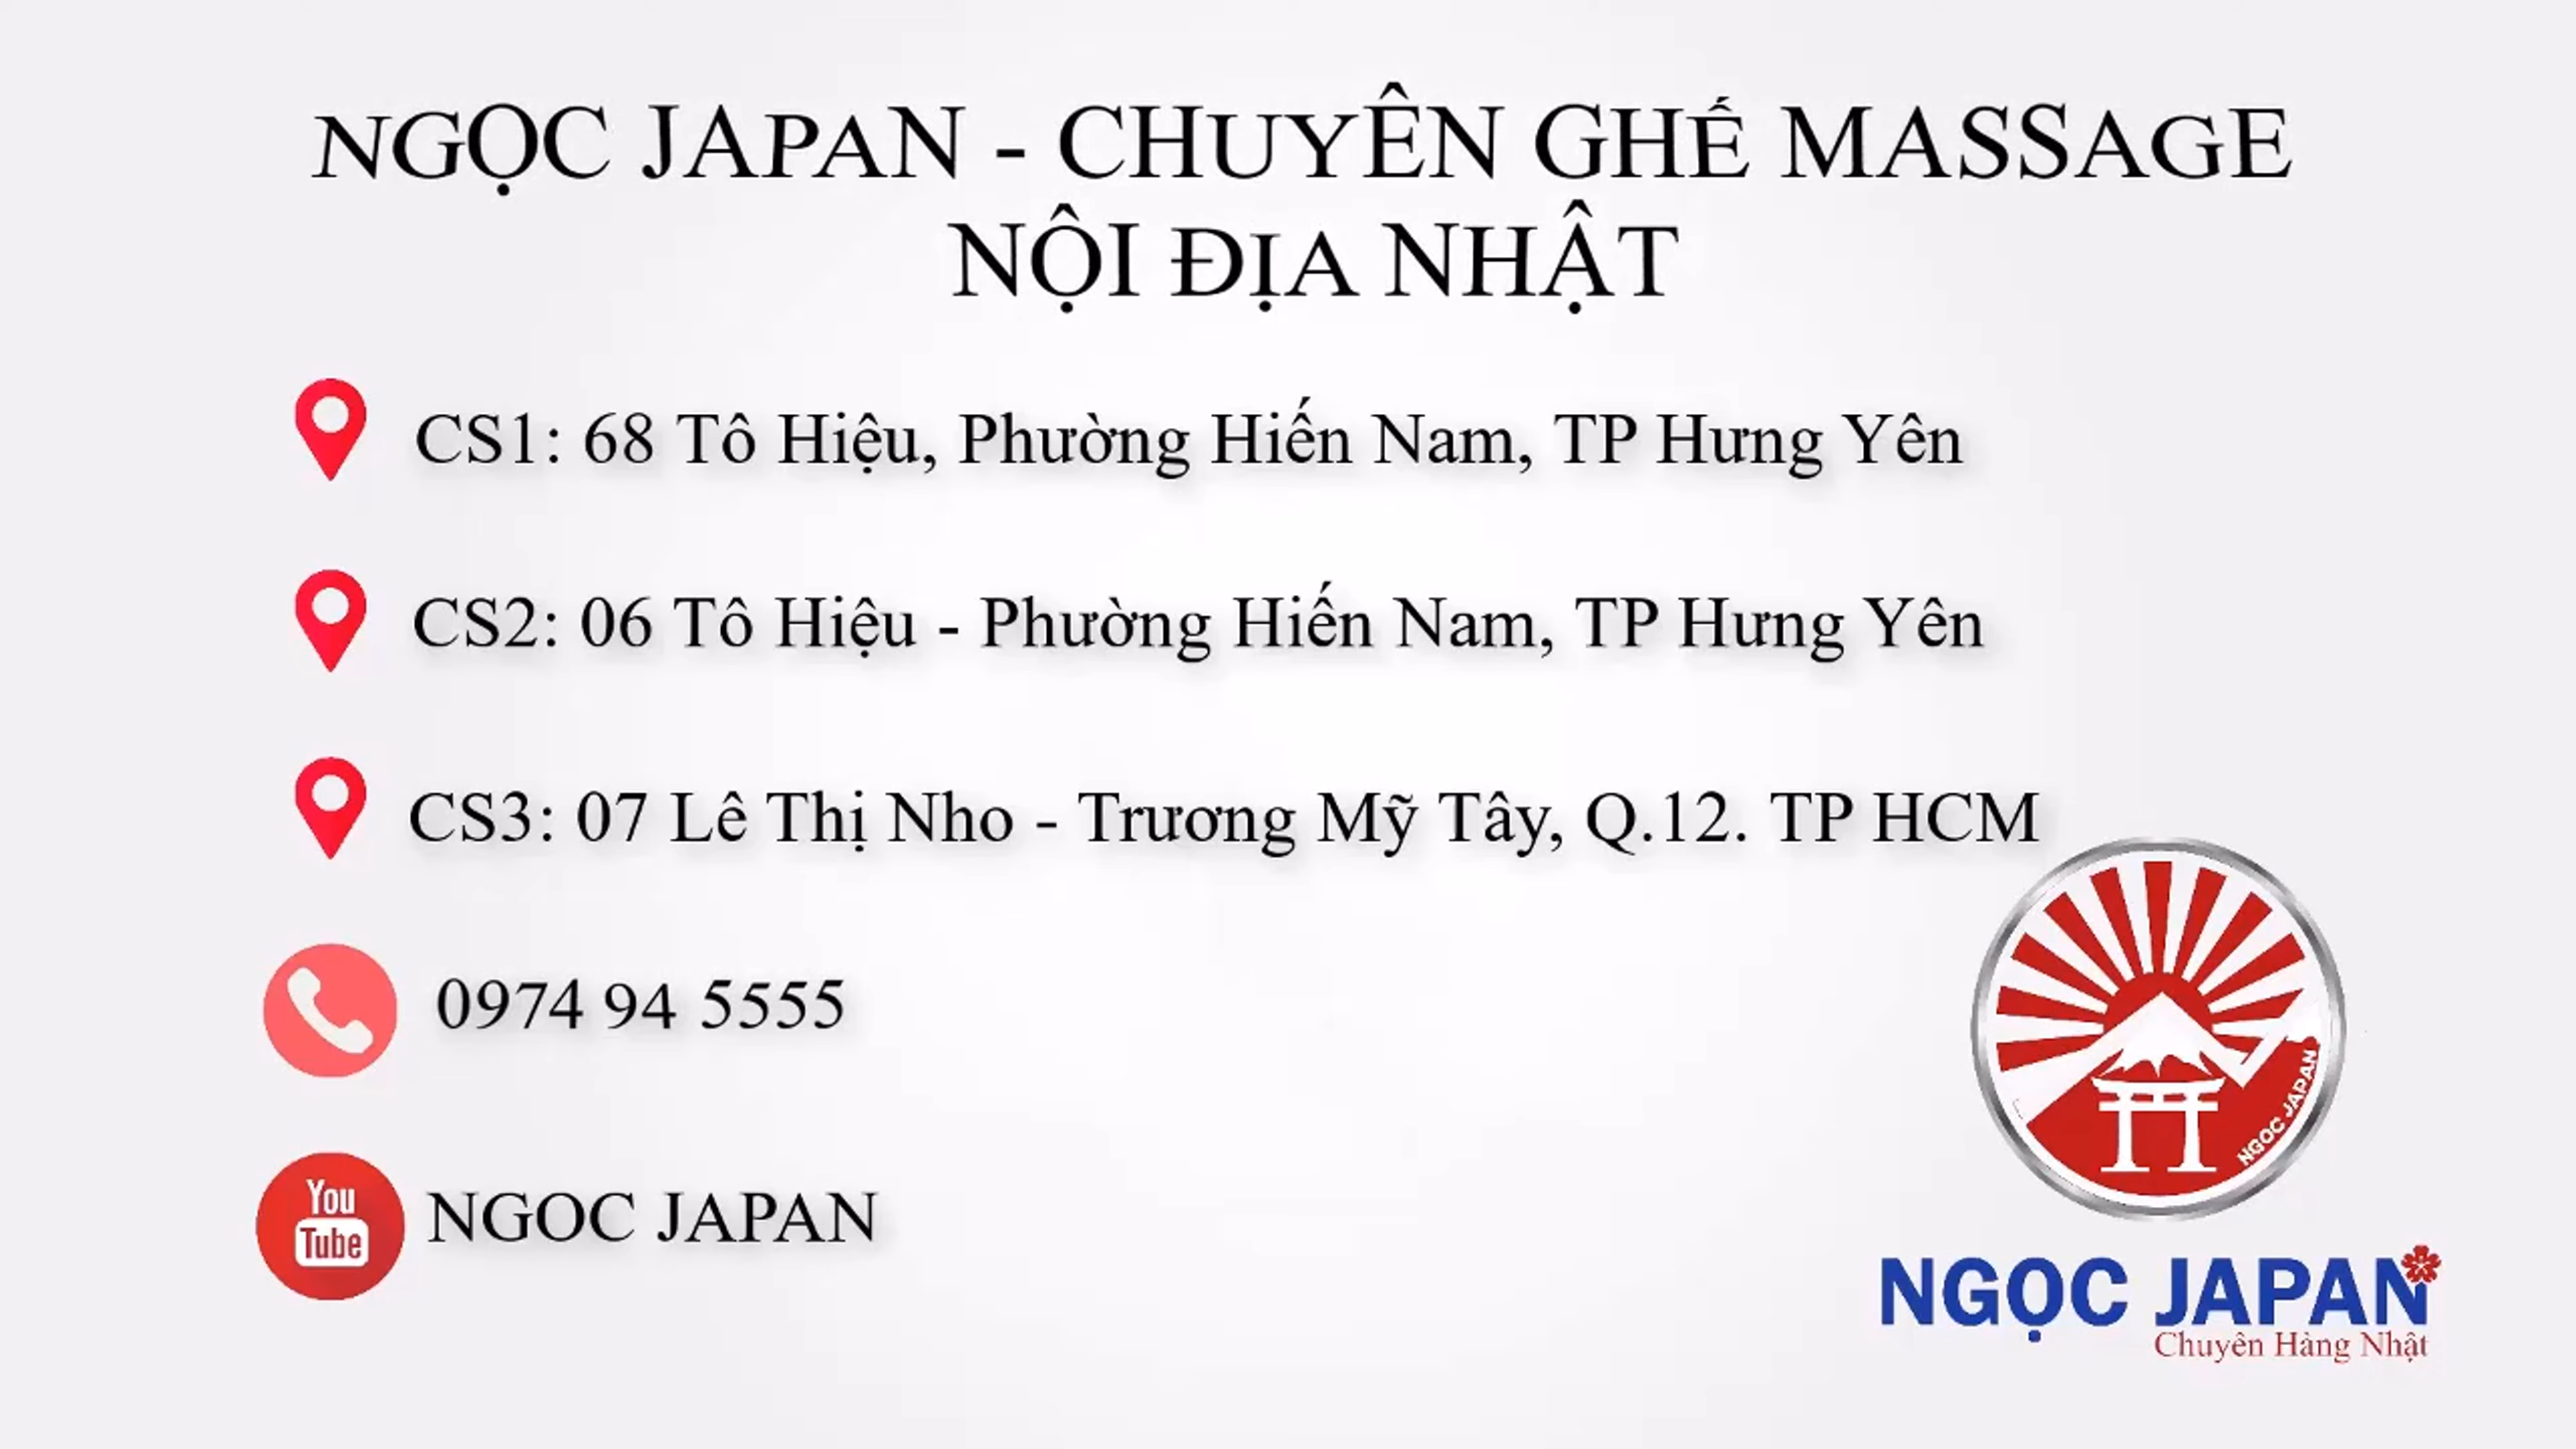 NGỌC JAPAN - CHUYÊN GHẾ MASSAGE
NỘI ĐỊA NHẬT
CS1: 68 Tô Hiệu, Phường Hiến Nam, TP Hưng Yên
CS2: 06 Tô Hiệu - Phường Hiến Nam, TP Hưng Yên
CS3: 07 Lê Thị Nho - Trương Mỹ Tây, Q.12. TP HCM
0974 94 5555
You
Tube
NGOC JAPAN
NGOC JAPAN
NGỌC JAPAN
Chuyên Hàng Nhật